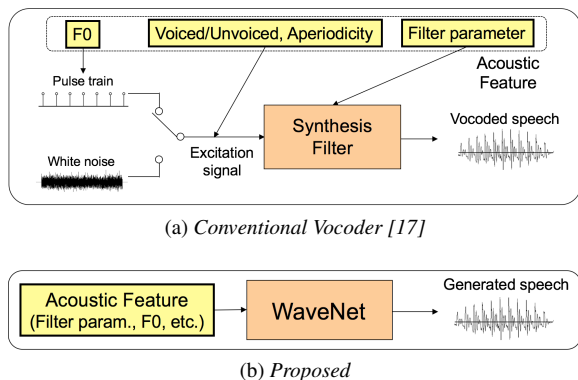 F0
Voiced/Unvoiced, Aperiodicity
Filter parameter
Acoustic
Feature
Pulse train
White noise
Excitation
signal
Synthesis
Filter
Vocoded speech
(a) Conventional Vocoder [17]
Acoustic Feature
(Filter param., F0, etc.)
WaveNet
Generated speech
(b) Proposed